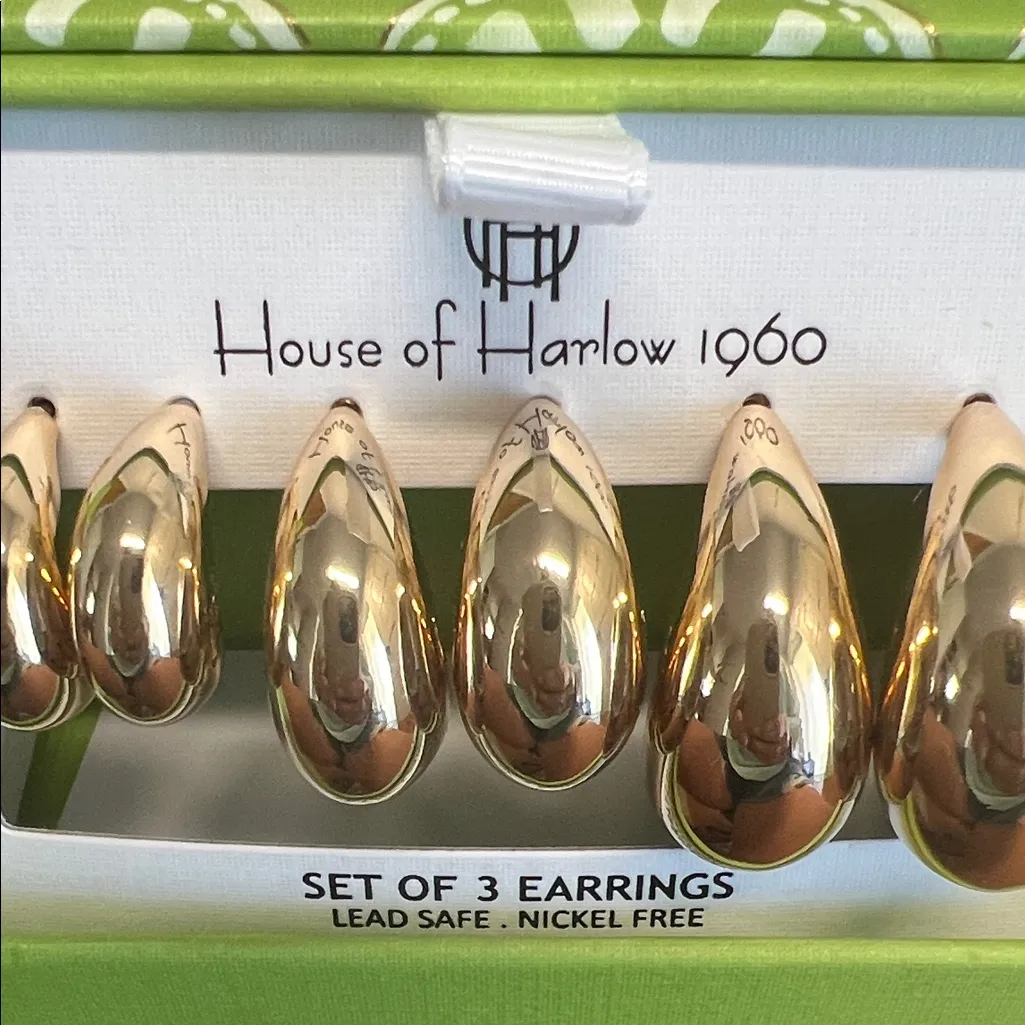 House of Harlow 1960
SET OF 3 EARRINGS
LEAD SAFE . NICKEL FREE